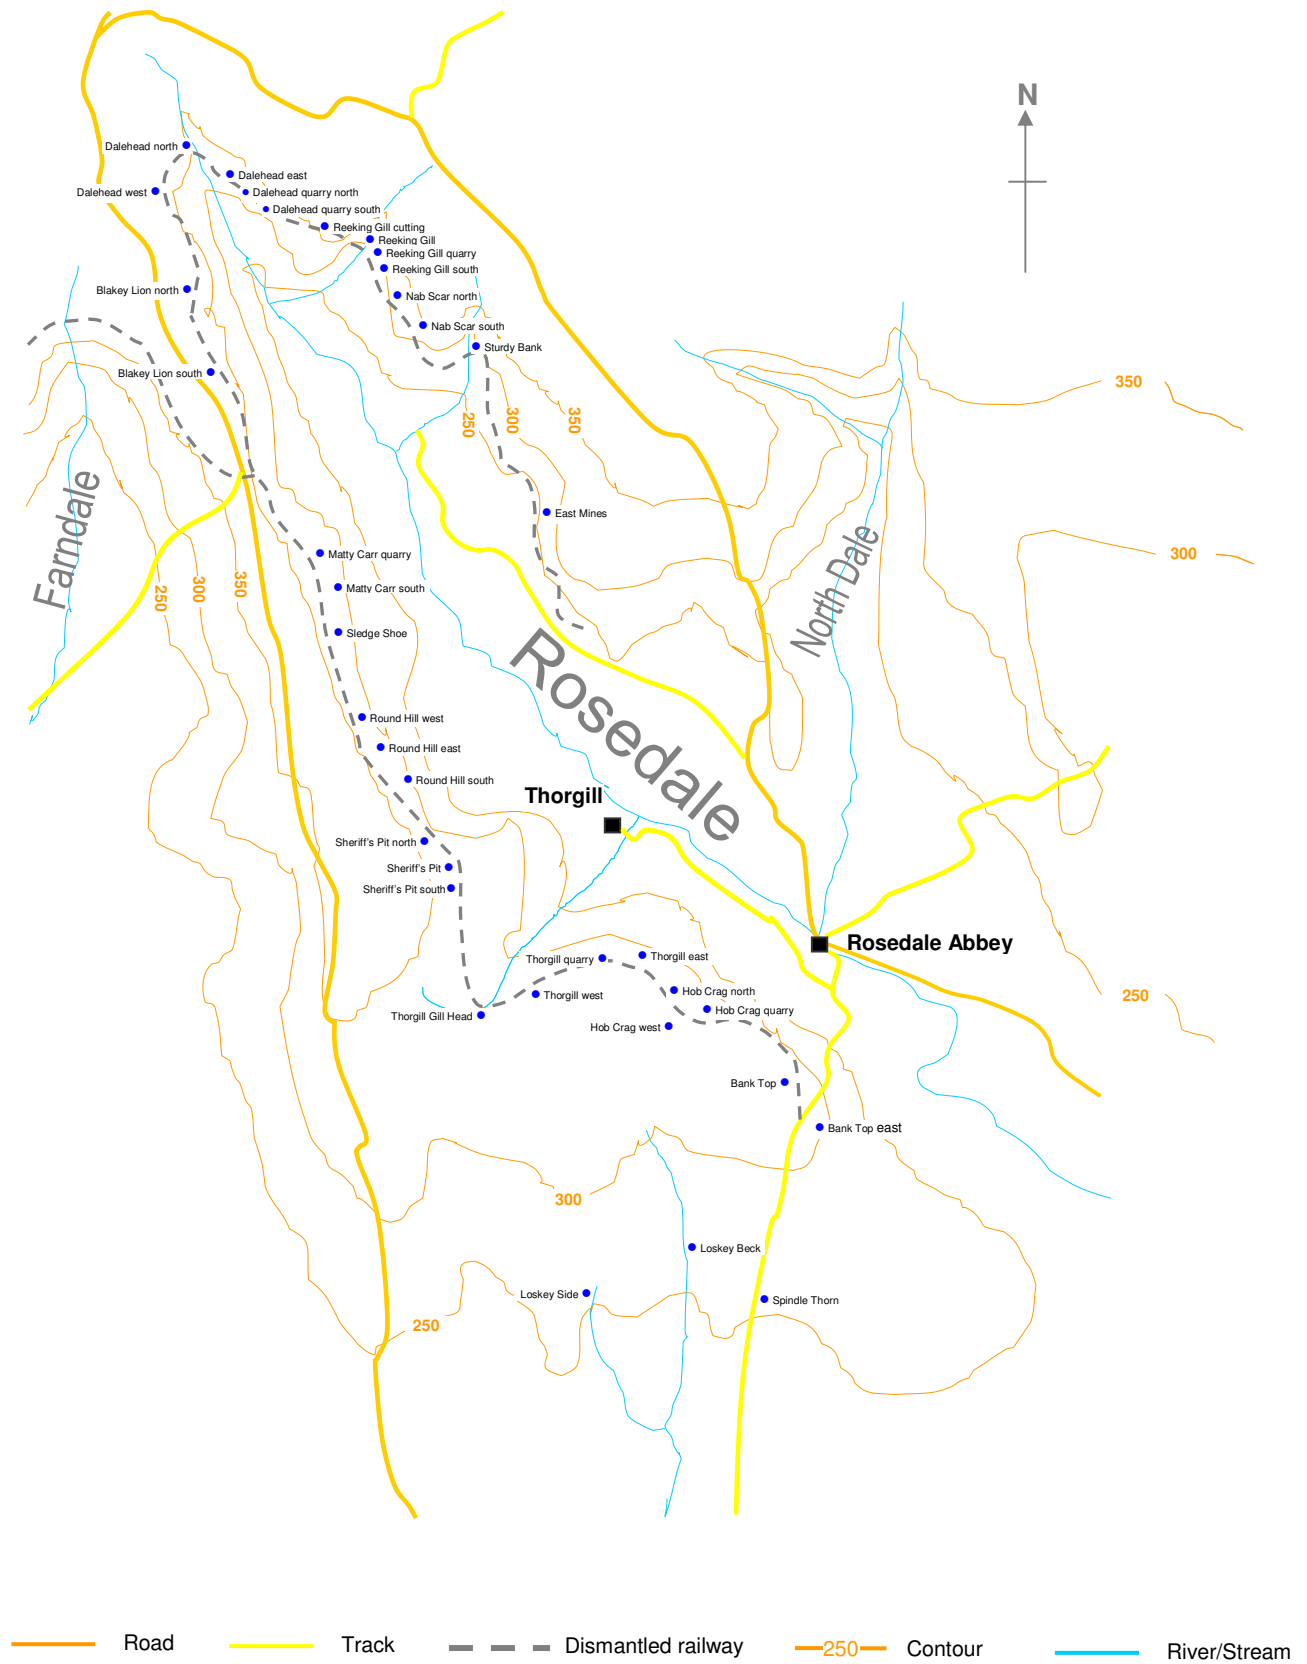 N
Dalehead north
Dalehead east
Dalehead west
Dalehead quarry north
Dalehead quarry south
Reeking Gill cutting
Reeking Gill
Reeking Gill quarry
Reeking Gill south
Blakey Lion north
Nab Scar north
Nab Scar south
Sturdy Bank
Blakey Lion south
350
250
300
350
Farndale
East Mines
North Dale
300
Matty Carr quarry
Matty Carr south
250
300
350
Sledge Shoe
Rosedale
Round Hill west
Round Hill east
Round Hill south
Thorgill
Sheriff's Pit north
Sheriff's Pit
Sheriff's Pit south
Rosedale Abbey
Thorgill quarry
Thorgill east
Thorgill west
Hob Crag north
250
Thorgill Gill Head
Hob Crag quarry
Hob Crag west
Bank Top
Bank Top east
300
Loskey Beck
Loskey Side
Spindle Thorn
250
Road
Track
Dismantled railway
250
Contour
River/Stream